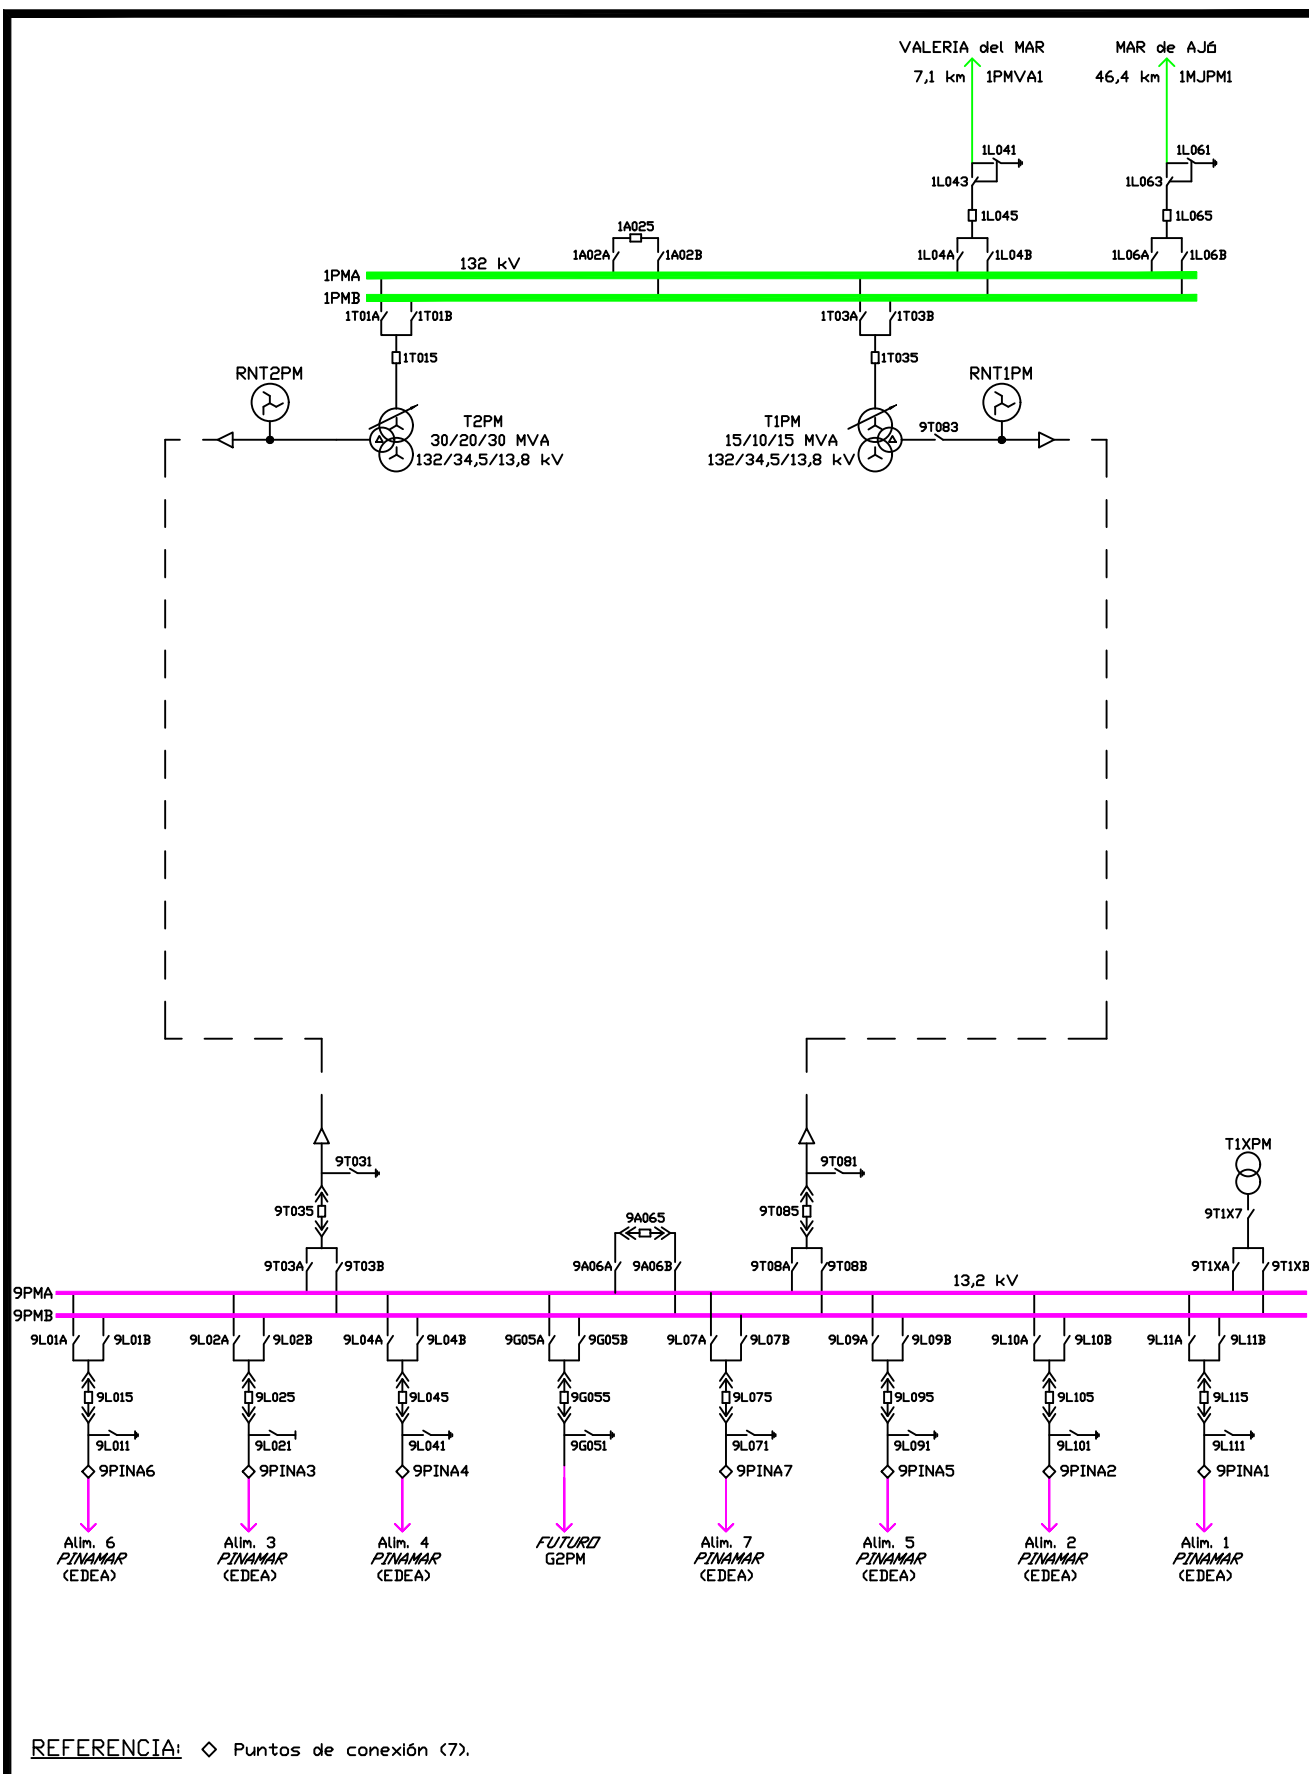 VALERIA del MAR
7,1 km 1PMVA1
MAR de AJó
46,4 km 1MJPM1
1L041
1L043
1L045
1L04A
1L04B
1L061
1L063
1L065
1L06A
1L06B
1A025
1A02A
1A02B
132 kV
1PMA
1PMB
1T01A
1T01B
1T015
1T03A
1T03B
1T035
RNT2PM
T2PM
30/20/30 MVA
132/34,5/13,8 kV
T1PM
15/10/15 MVA
132/34,5/13,8 kV
9T083
RNT1PM
9T031
9T035
9T03A
9T03B
9A065
9A06A
9A06B
9T081
9T085
9T08A
9T08B
T1XPM
9T1X7
9T1XA
9T1XB
13,2 kV
9PMA
9PMB
9L01A
9L01B
9L02A
9L02B
9L04A
9L04B
9G05A
9G05B
9L07A
9L07B
9L09A
9L09B
9L10A
9L10B
9L11A
9L11B
9L015
9L025
9L045
9G055
9L075
9L095
9L105
9L115
9L011
9L021
9L041
9G051
9L071
9L091
9L101
9L111
9PINA6
9PINA3
9PINA4
9PINA7
9PINA5
9PINA2
9PINA1
Alim. 6
PINAMAR
(EDEA)
Alim. 3
PINAMAR
(EDEA)
Alim. 4
PINAMAR
(EDEA)
FUTURO
G2PM
Alim. 7
PINAMAR
(EDEA)
Alim. 5
PINAMAR
(EDEA)
Alim. 2
PINAMAR
(EDEA)
Alim. 1
PINAMAR
(EDEA)
REFERENCIA: Puntos de conexión (7).